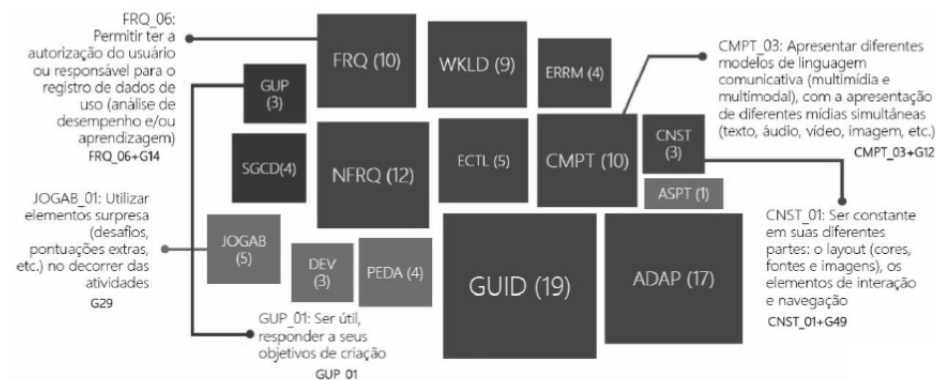 FRQ_06:
Permitir ter a
autorização do usuário
ou responsável para o
registro de dados de
uso (análise de
desempenho e/ou
aprendizagem)
FRQ_06+G14
JOGAB_01: Utilizar
elementos surpresa
(desafios,
pontuações extras,
etc.) no decorrer das
atividades
G29
GUP
(3)
FRQ (10)
WKLD (9)
ERRM (4)
SGCD(4)
NFRQ (12)
ECTL (5)
CMPT (10)
CNST
(3)
ASPT (1)
JOGAB
(5)
DEV
(3)
PEDA (4)
GUID (19)
ADAP (17)
GUP_01: Ser útil,
responder a seus
objetivos de criação
GUP_01
CMPT_03: Apresentar diferentes
modelos de linguagem
comunicativa (multimídia e
multimodal), com a apresentação
de diferentes mídias simultâneas
(texto, áudio, vídeo, imagem, etc.)
CMPT_03+G12
CNST_01: Ser constante
em suas diferentes
partes: o layout (cores,
fontes e imagens), os
elementos de interação
e navegação
CNST_01+G49